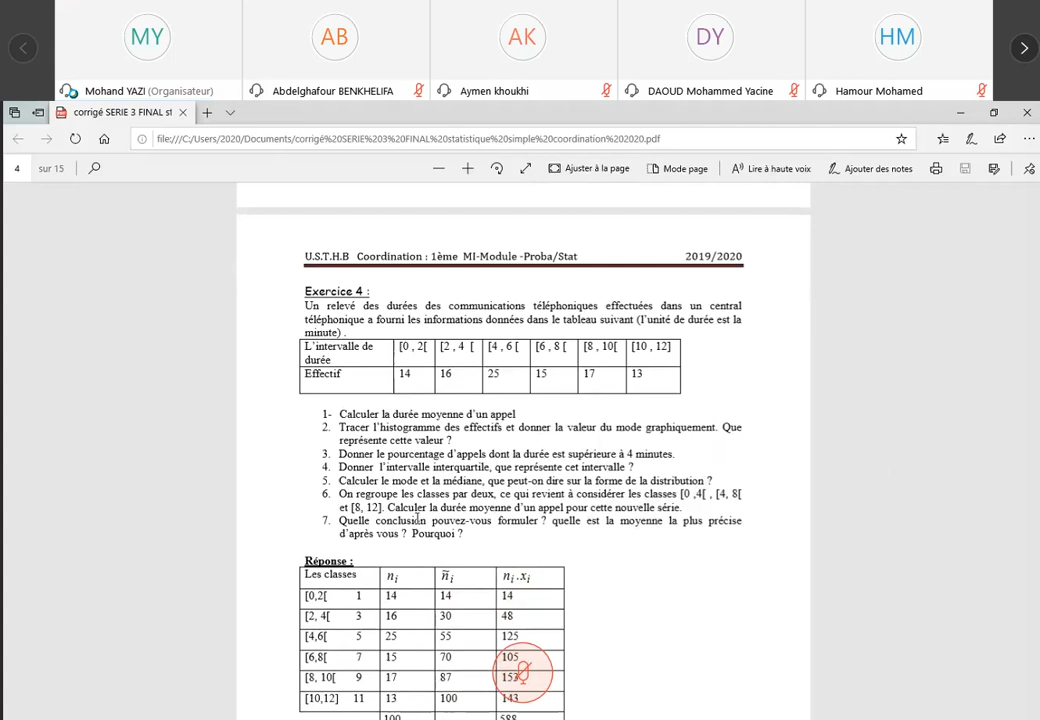 MY AB AK DY HM
Mohand YAZI (Organisateur) Abdelghafour BENKHELIFA Aymen khoukhi DAOUD Mohammed Yacine Hamour Mohamed
corrigé SERIE 3 FINAL st
file:///C:/Users/2020/Documents/corrigé%20SERIE%203%20FINAL%20statistique%20simple%20coordination%202020.pdf
4 sur 15 Ajuster à la page Mode page Lire à haute voix Ajouter des notes
U.S.T.H.B Coordination : 1ème MI-Module -Proba/Stat 2019/2020
Exercice 4 :
Un relevé des durées des communications téléphoniques effectuées dans un central
téléphonique a fourni les informations données dans le tableau suivant (l'unité de durée est la
minute) .
L'intervalle de [0 , 2[ [2 , 4 [ [4 , 6 [ [6 , 8 [ [8 , 10[ [10 , 12]
durée
Effectif 14 16 25 15 17 13
1- Calculer la durée moyenne d'un appel
2. Tracer l'histogramme des effectifs et donner la valeur du mode graphiquement. Que
représente cette valeur ?
3. Donner le pourcentage d'appels dont la durée est supérieure à 4 minutes.
4. Donner l'intervalle interquartile, que représente cet intervalle ?
5. Calculer le mode et la médiane, que peut-on dire sur la forme de la distribution ?
6. On regroupe les classes par deux, ce qui revient à considérer les classes [0 ,4[ , [4, 8[
et [8, 12]. Calculer la durée moyenne d'un appel pour cette nouvelle série.
7. Quelle conclusion pouvez-vous formuler ? quelle est la moyenne la plus précise
d'après vous ? Pourquoi ?
Réponse :
Les classes nᵢ ñᵢ nᵢ.xᵢ
[0,2[ 1 14 14 14
[2, 4[ 3 16 30 48
[4,6[ 5 25 55 125
[6,8[ 7 15 70 105
[8, 10[ 9 17 87 153
[10,12] 11 13 100 143
100 588